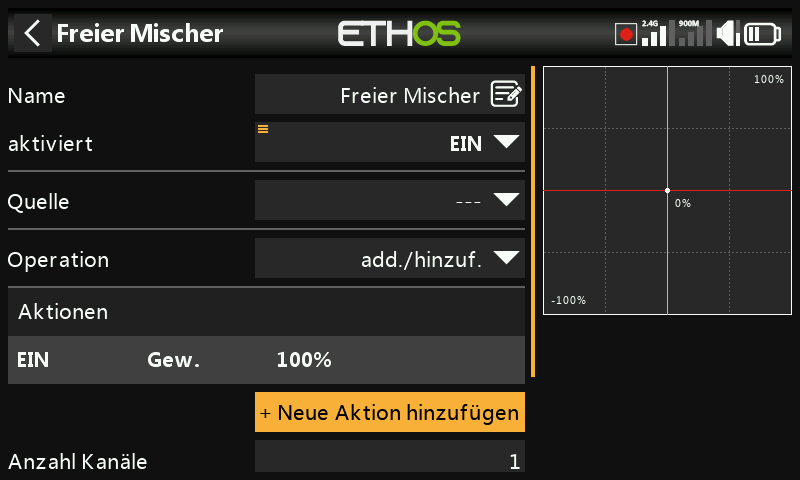 Freier Mischer
ETHOS
2.4G 900M
Name Freier Mischer
aktiviert EIN
Quelle ---
Operation add./hinzuf.
Aktionen
EIN Gew. 100%
+ Neue Aktion hinzufügen
Anzahl Kanäle 1
100%
0%
-100%